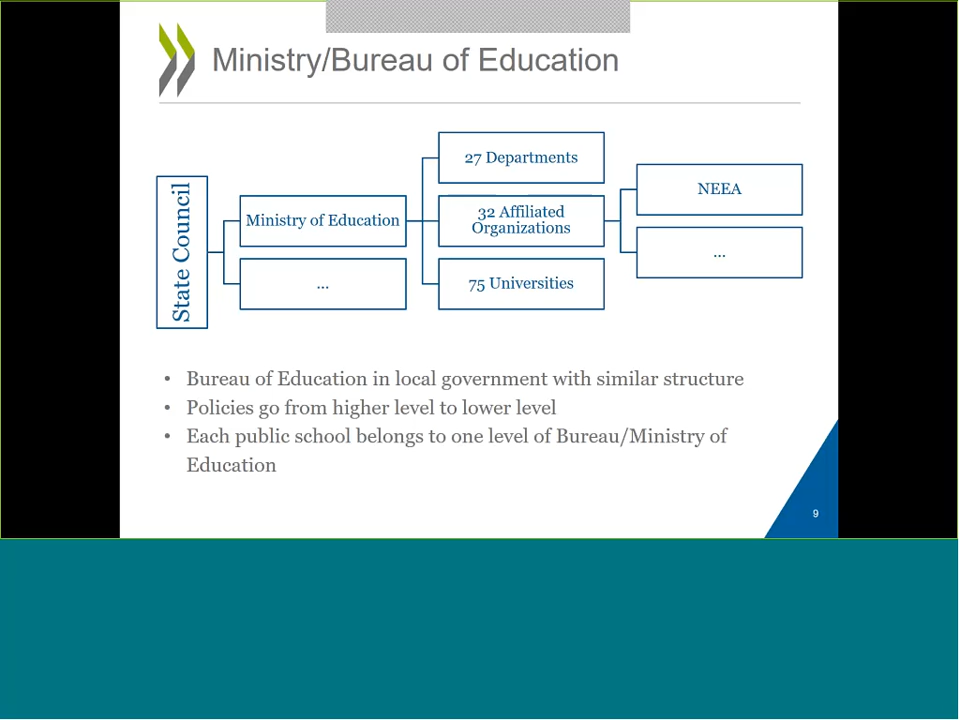 Ministry/Bureau of Education
State Council
Ministry of Education
...
27 Departments
32 Affiliated
Organizations
75 Universities
NEEA
...
• Bureau of Education in local government with similar structure
• Policies go from higher level to lower level
• Each public school belongs to one level of Bureau/Ministry of
Education
9